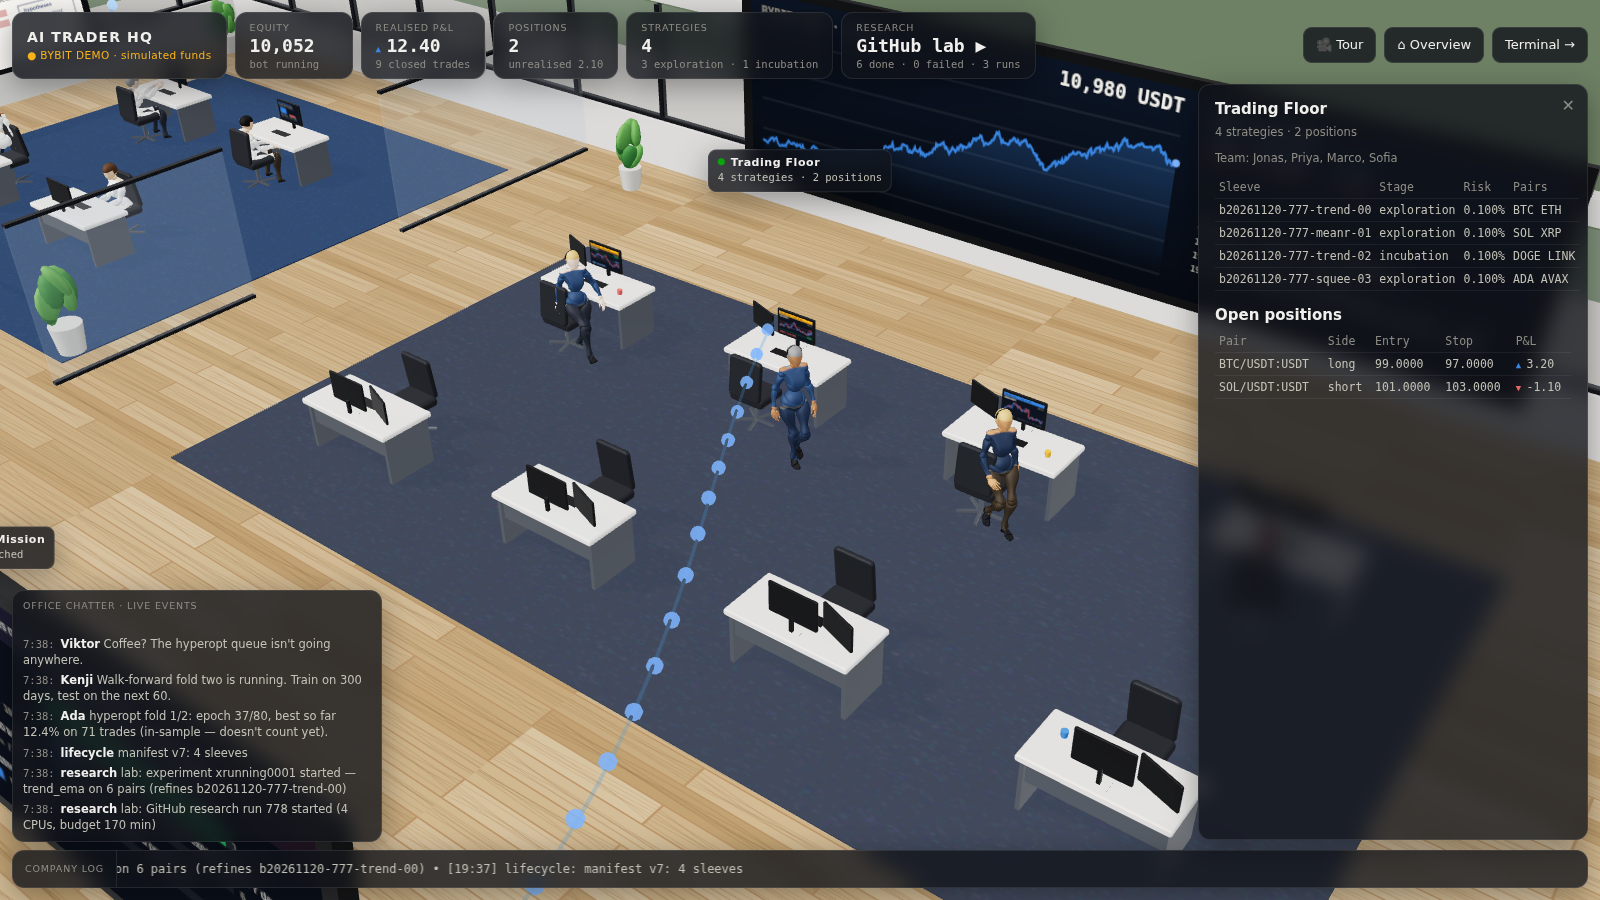 AI TRADER HQ
BYBIT DEMO · simulated funds
EQUITY
10,052
bot running
REALISED P&L
▲ 12.40
9 closed trades
POSITIONS
2
unrealised 2.10
STRATEGIES
4
3 exploration · 1 incubation
RESEARCH
GitHub lab ▶
6 done · 0 failed · 3 runs
Tour
⌂ Overview
Terminal →
10,980 USDT
Trading Floor
4 strategies · 2 positions
Trading Floor
×
4 strategies · 2 positions
Team: Jonas, Priya, Marco, Sofia
Sleeve Stage Risk Pairs
b20261120-777-trend-00 exploration 0.100% BTC ETH
b20261120-777-meanr-01 exploration 0.100% SOL XRP
b20261120-777-trend-02 incubation 0.100% DOGE LINK
b20261120-777-squee-03 exploration 0.100% ADA AVAX
Open positions
Pair Side Entry Stop P&L
BTC/USDT:USDT long 99.0000 97.0000 ▲ 3.20
SOL/USDT:USDT short 101.0000 103.0000 ▼ -1.10
Mission
ched
OFFICE CHATTER · LIVE EVENTS
7:38: Viktor Coffee? The hyperopt queue isn't going
anywhere.
7:38: Kenji Walk-forward fold two is running. Train on 300
days, test on the next 60.
7:38: Ada hyperopt fold 1/2: epoch 37/80, best so far
12.4% on 71 trades (in-sample — doesn't count yet).
7:38: lifecycle manifest v7: 4 sleeves
7:38: research lab: experiment xrunning0001 started —
trend_ema on 6 pairs (refines b20261120-777-trend-00)
7:38: research lab: GitHub research run 778 started (4
CPUs, budget 170 min)
COMPANY LOG
on 6 pairs (refines b20261120-777-trend-00) • [19:37] lifecycle: manifest v7: 4 sleeves